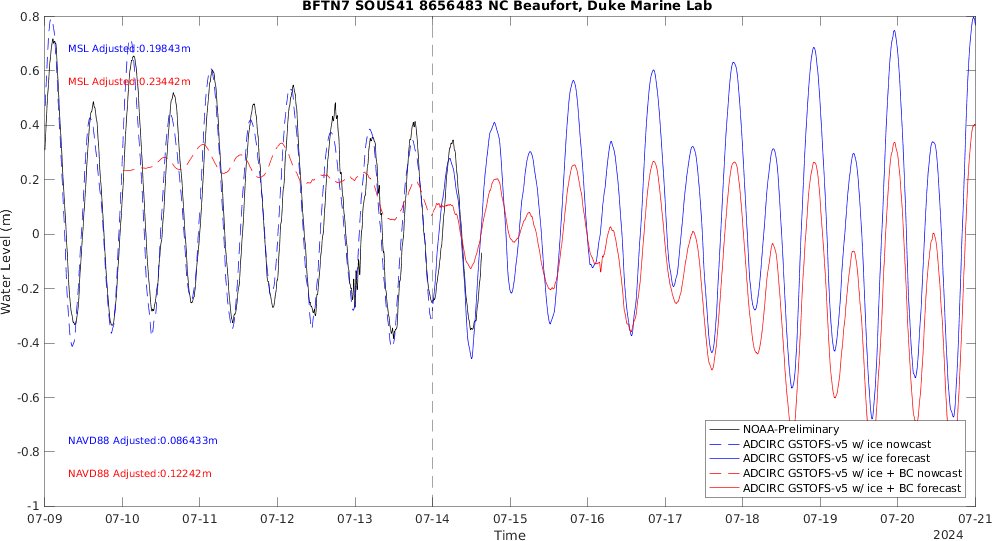 BFTN7 SOUS41 8656483 NC Beaufort, Duke Marine Lab
0.8
MSL Adjusted:0.19843m
0.6
MSL Adjusted:0.23442m
0.4
0.2
0
-0.2
-0.4
-0.6
-0.8
-1
Water Level (m)
NAVD88 Adjusted:0.086433m
NAVD88 Adjusted:0.12242m
NOAA-Preliminary
ADCIRC GSTOFS-v5 w/ ice nowcast
ADCIRC GSTOFS-v5 w/ ice forecast
ADCIRC GSTOFS-v5 w/ ice + BC nowcast
ADCIRC GSTOFS-v5 w/ ice + BC forecast
07-09 07-10 07-11 07-12 07-13 07-14 07-15 07-16 07-17 07-18 07-19 07-20 07-21
Time
2024